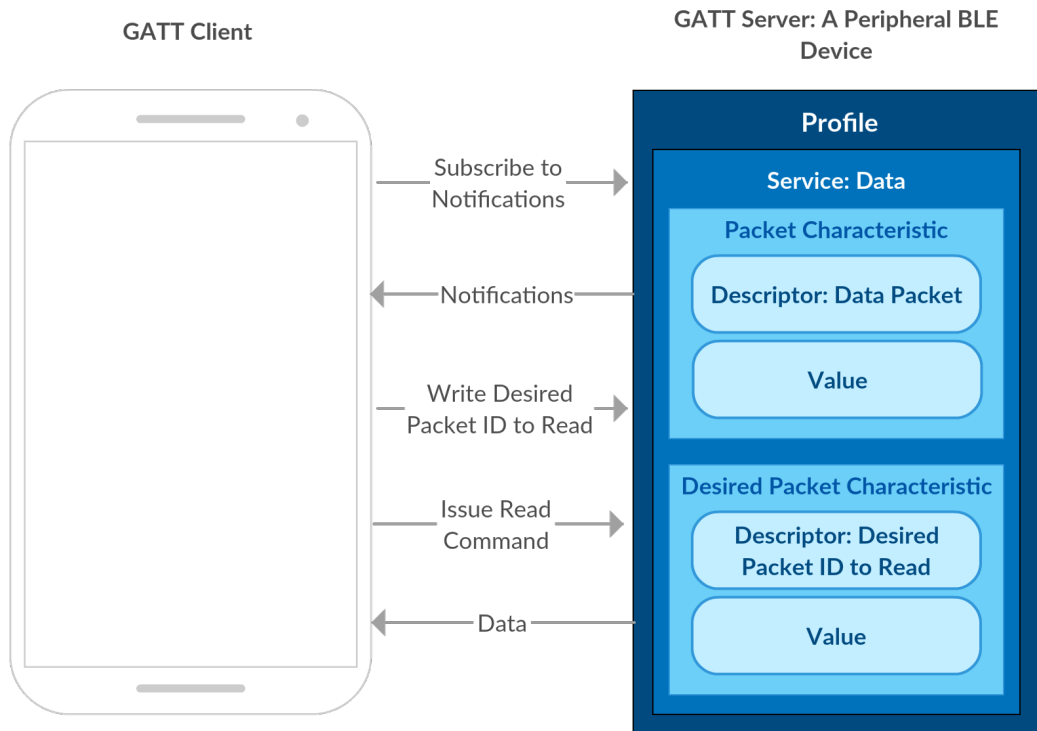 GATT Client
GATT Server: A Peripheral BLE
Device
Profile
Service: Data
Subscribe to
Notifications
Packet Characteristic
Notifications
Descriptor: Data Packet
Value
Write Desired
Packet ID to Read
Desired Packet Characteristic
Issue Read
Command
Descriptor: Desired
Packet ID to Read
Data
Value